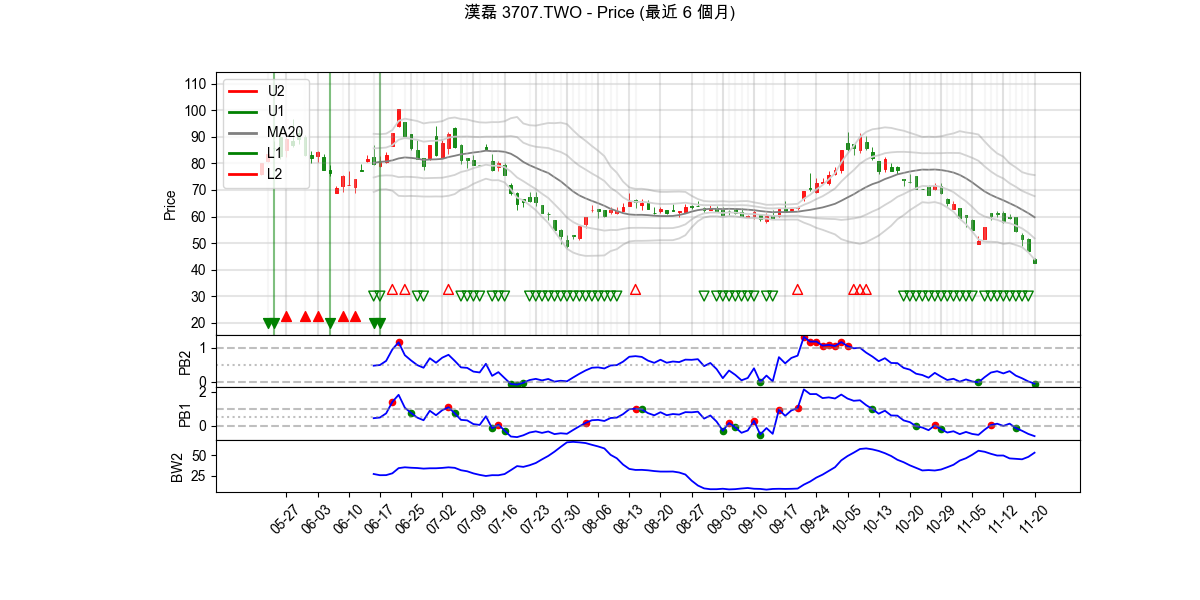 漢磊 3707.TWO - Price (最近 6 個月)
U2
U1
MA20
L1
L2
Price
110
100
90
80
70
60
50
40
30
20
PB2
1
0
PB1
2
0
BW2
50
25
05-27 06-03 06-10 06-17 06-25 07-02 07-09 07-16 07-23 07-30 08-06 08-13 08-20 08-27 09-03 09-10 09-17 09-24 10-05 10-13 10-20 10-29 11-05 11-12 11-20